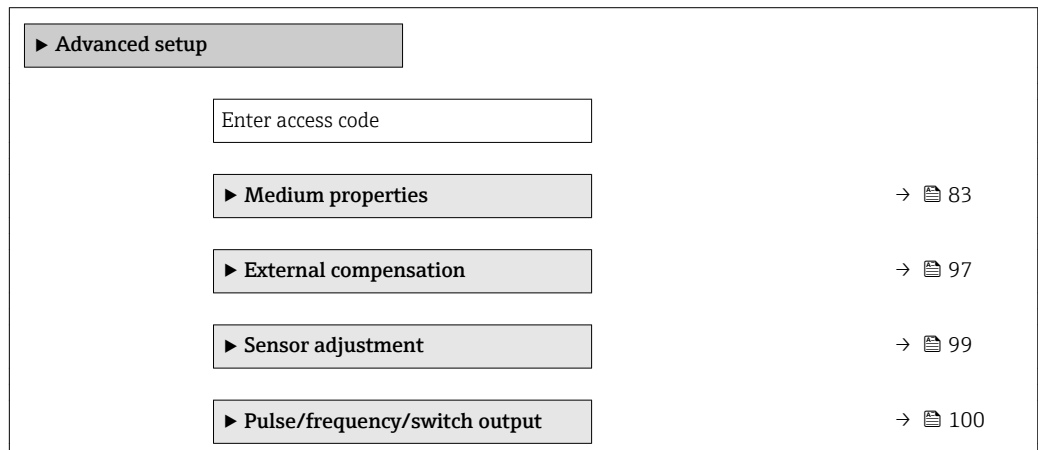 ▶ Advanced setup
Enter access code
▶ Medium properties → 83
▶ External compensation → 97
▶ Sensor adjustment → 99
▶ Pulse/frequency/switch output → 100